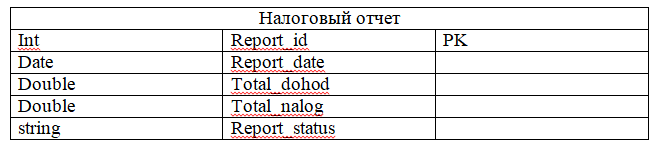 Налоговый отчет
Int Report_id PK
Date Report_date
Double Total_dohod
Double Total_nalog
string Report_status